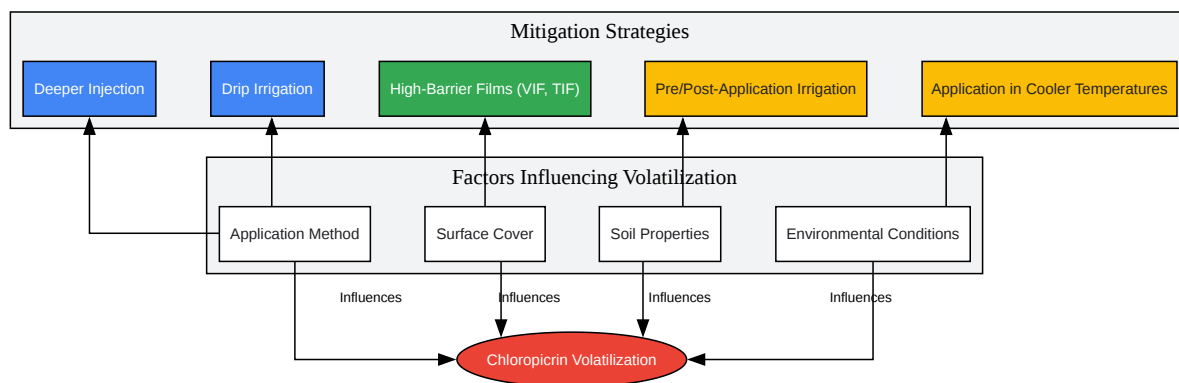 Mitigation Strategies
Deeper Injection
Drip Irrigation
High-Barrier Films (VIF, TIF)
Pre/Post-Application Irrigation
Application in Cooler Temperatures
Factors Influencing Volatilization
Application Method
Surface Cover
Soil Properties
Environmental Conditions
Influences
Influences
Influences
Influences
Chloropicrin Volatilization